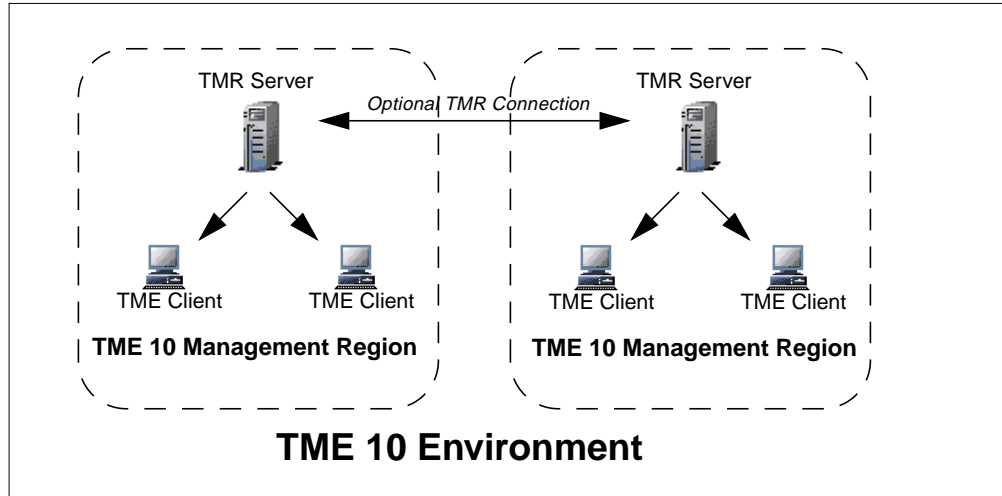 TMR Server
TMR Server
Optional TMR Connection
TME Client
TME Client
TME Client
TME Client
TME 10 Management Region
TME 10 Management Region
TME 10 Environment